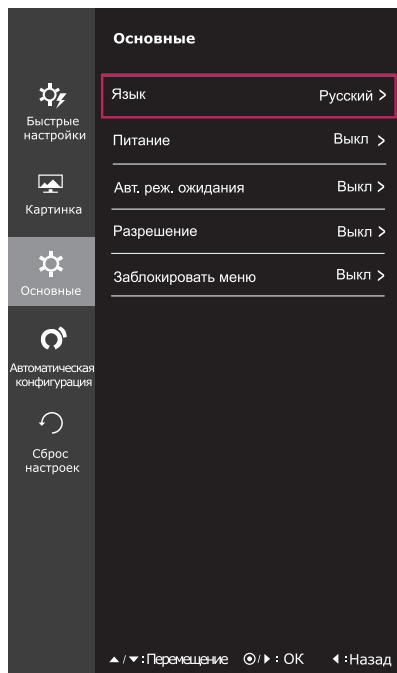 Основные
Быстрые
настройки
Картинка
Основные
Автоматическая
конфигурация
Сброс
настроек
Язык Русский >
Питание Выкл >
Авт. реж. ожидания Выкл >
Разрешение Выкл >
Заблокировать меню Выкл >
▲/▼:Перемещение ⦿/▶: ОК ◀:Назад